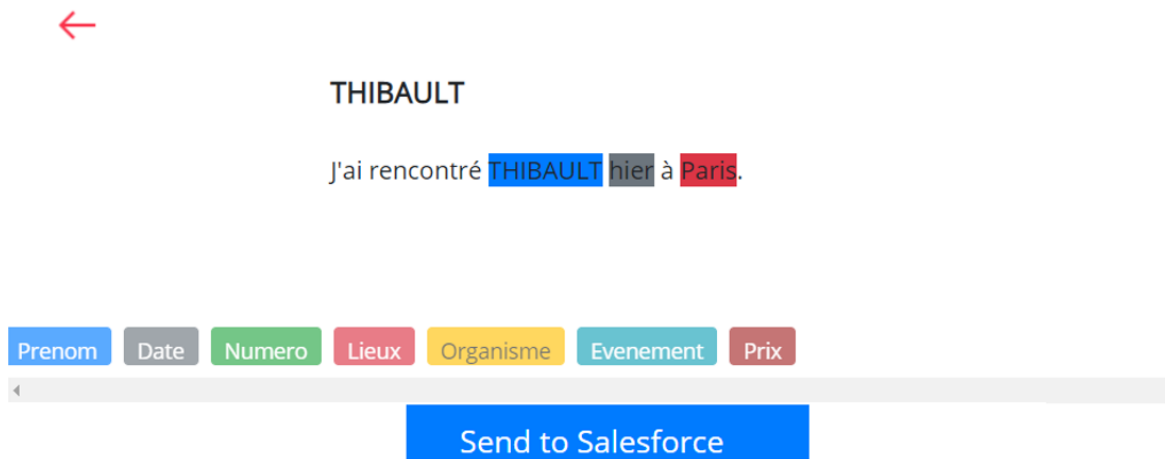 THIBAULT
J'ai rencontré THIBAULT hier à Paris.
Prenom Date Numero Lieux Organisme Evenement Prix
Send to Salesforce